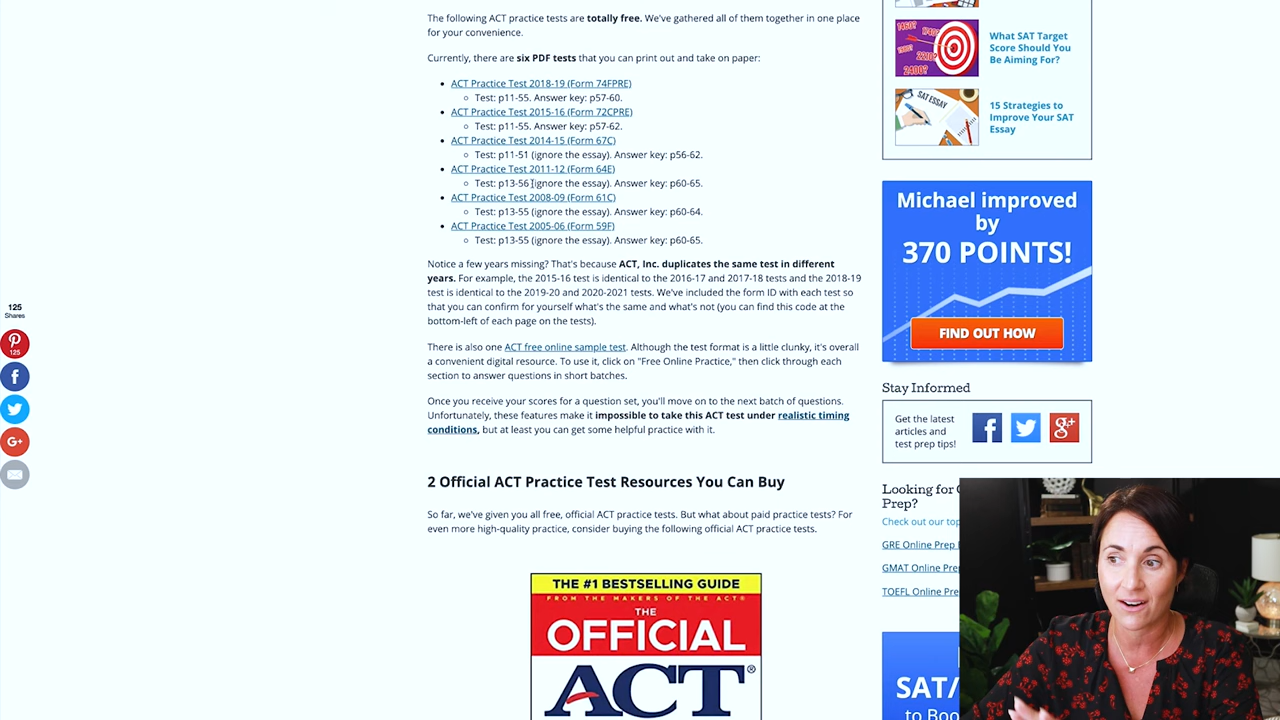 The following ACT practice tests are totally free. We've gathered all of them together in one place
for your convenience.
Currently, there are six PDF tests that you can print out and take on paper:
ACT Practice Test 2018-19 (Form 74FPRE)
Test: p11-55. Answer key: p57-60.
ACT Practice Test 2015-16 (Form 72CPRE)
Test: p11-55. Answer key: p57-62.
ACT Practice Test 2014-15 (Form 67C)
Test: p11-51 (ignore the essay). Answer key: p56-62.
ACT Practice Test 2011-12 (Form 64E)
Test: p13-56 (ignore the essay). Answer key: p60-65.
ACT Practice Test 2008-09 (Form 61C)
Test: p13-55 (ignore the essay). Answer key: p60-64.
ACT Practice Test 2005-06 (Form 59F)
Test: p13-55 (ignore the essay). Answer key: p60-65.
Notice a few years missing? That's because ACT, Inc. duplicates the same test in different
years. For example, the 2015-16 test is identical to the 2016-17 and 2017-18 tests and the 2018-19
test is identical to the 2019-20 and 2020-2021 tests. We've included the form ID with each test so
that you can confirm for yourself what's the same and what's not (you can find this code at the
bottom-left of each page on the tests).
There is also one ACT free online sample test. Although the test format is a little clunky, it's overall
a convenient digital resource. To use it, click on "Free Online Practice," then click through each
section to answer questions in short batches.
Once you receive your scores for a question set, you'll move on to the next batch of questions.
Unfortunately, these features make it impossible to take this ACT test under realistic timing
conditions, but at least you can get some helpful practice with it.
2 Official ACT Practice Test Resources You Can Buy
So far, we've given you all free, official ACT practice tests. But what about paid practice tests? For
even more high-quality practice, consider buying the following official ACT practice tests.
THE #1 BESTSELLING GUIDE
FROM THE MAKERS OF THE ACT®
THE
OFFICIAL
ACT®
125
Shares
125
G+
What SAT Target
Score Should You
Be Aiming For?
2400?
SAT ESSAY
15 Strategies to
Improve Your SAT
Essay
Michael improved
by
370 POINTS!
FIND OUT HOW
Stay Informed
Get the latest
articles and
test prep tips!
g+
Looking for
Prep?
Check out our top
GRE Online Prep
GMAT Online Prep
TOEFL Online Pre
SAT/
to Boo